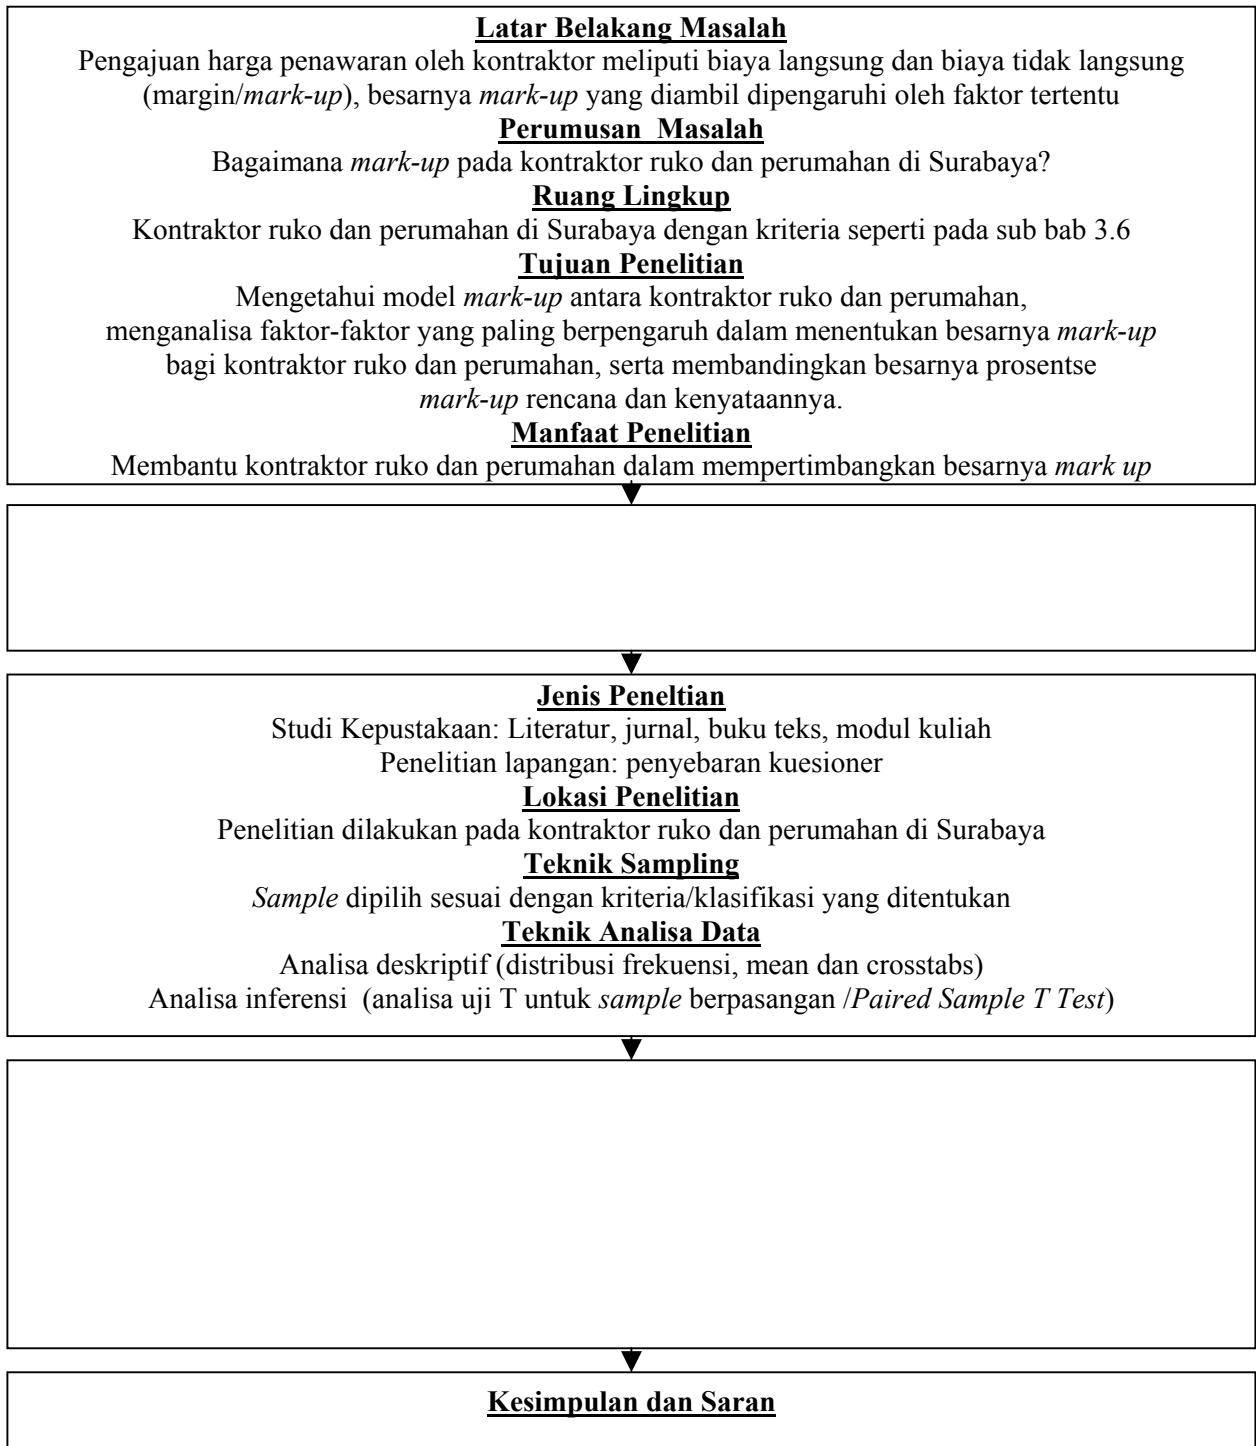 Latar Belakang Masalah
Pengajuan harga penawaran oleh kontraktor meliputi biaya langsung dan biaya tidak langsung
(margin/mark-up), besarnya mark-up yang diambil dipengaruhi oleh faktor tertentu
Perumusan Masalah
Bagaimana mark-up pada kontraktor ruko dan perumahan di Surabaya?
Ruang Lingkup
Kontraktor ruko dan perumahan di Surabaya dengan kriteria seperti pada sub bab 3.6
Tujuan Penelitian
Mengetahui model mark-up antara kontraktor ruko dan perumahan,
menganalisa faktor-faktor yang paling berpengaruh dalam menentukan besarnya mark-up
bagi kontraktor ruko dan perumahan, serta membandingkan besarnya prosentse
mark-up rencana dan kenyataannya.
Manfaat Penelitian
Membantu kontraktor ruko dan perumahan dalam mempertimbangkan besarnya mark up
Jenis Peneltian
Studi Kepustakaan: Literatur, jurnal, buku teks, modul kuliah
Penelitian lapangan: penyebaran kuesioner
Lokasi Penelitian
Penelitian dilakukan pada kontraktor ruko dan perumahan di Surabaya
Teknik Sampling
Sample dipilih sesuai dengan kriteria/klasifikasi yang ditentukan
Teknik Analisa Data
Analisa deskriptif (distribusi frekuensi, mean dan crosstabs)
Analisa inferensi (analisa uji T untuk sample berpasangan /Paired Sample T Test)
Kesimpulan dan Saran